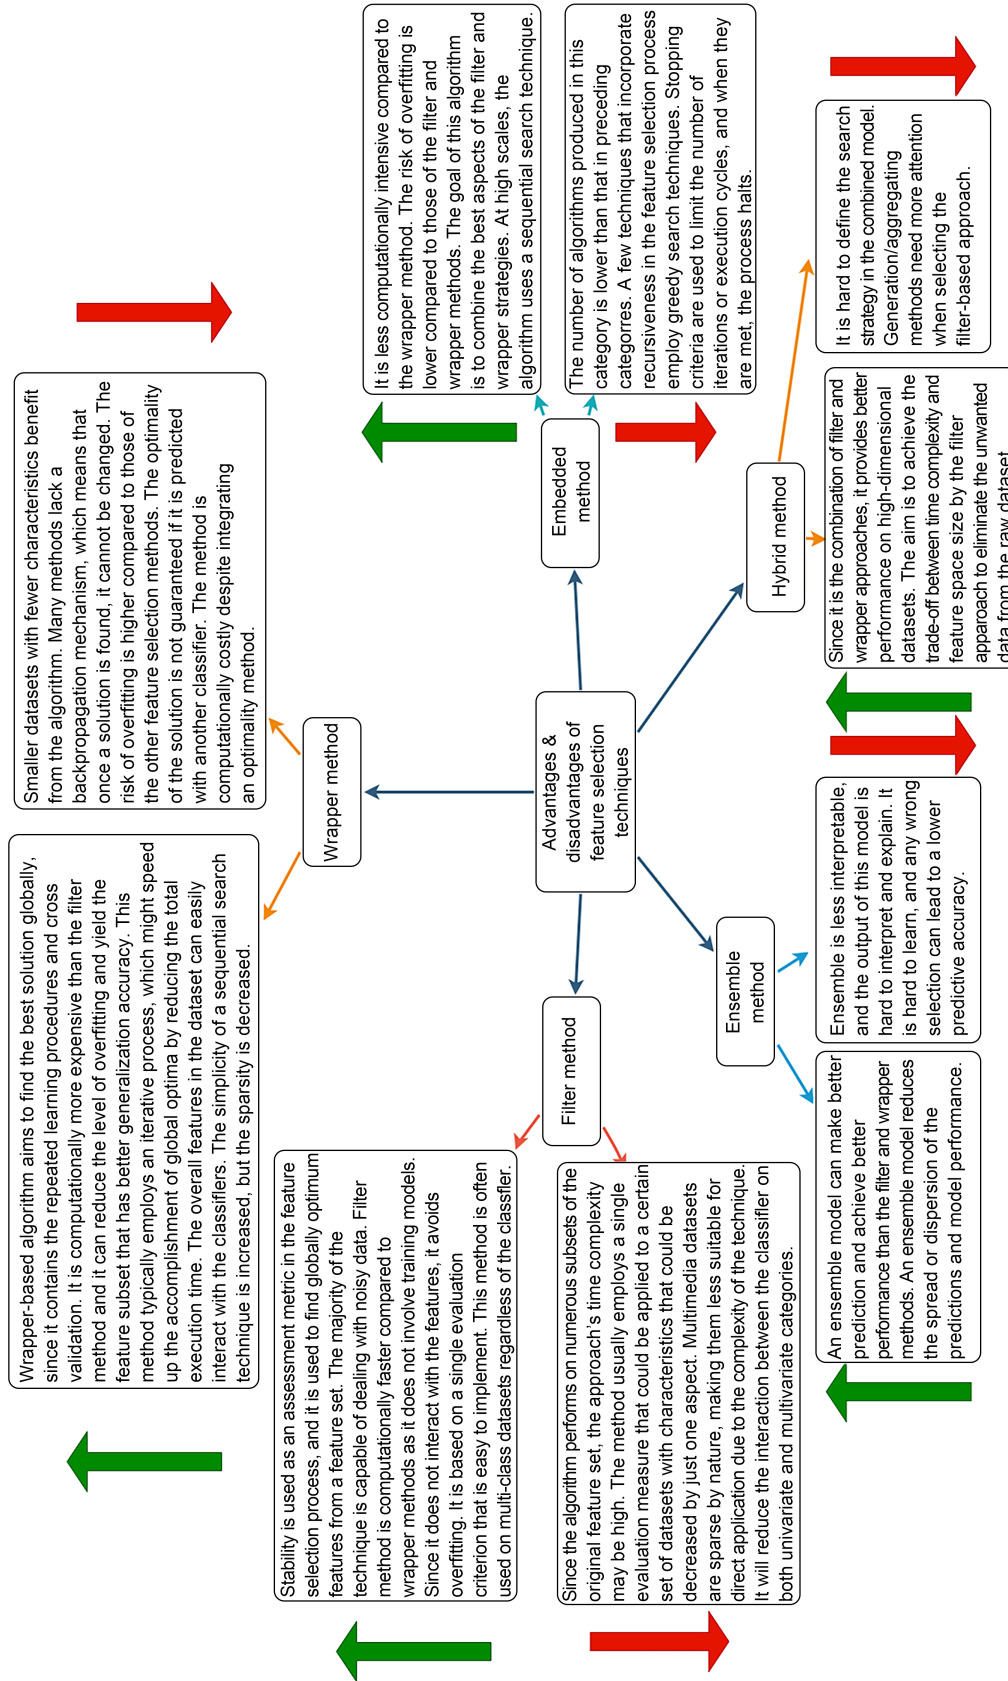 Wrapper-based algorithm aims to find the best solution globally,
since it contains the repeated learning procedures and cross
validation. It is computationally more expensive than the filter
method and it can reduce the level of overfitting and yield the
feature subset that has better generalization accuracy. This
method typically employs an iterative process, which might speed
up the accomplishment of global optima by reducing the total
execution time. The overall features in the dataset can easily
interact with the classifiers. The simplicity of a sequential search
technique is increased, but the sparsity is decreased.
Smaller datasets with fewer characteristics benefit
from the algorithm. Many methods lack a
backpropagation mechanism, which means that
once a solution is found, it cannot be changed. The
risk of overfitting is higher compared to those of
the other feature selection methods. The optimality
of the solution is not guaranteed if it is predicted
with another classifier. The method is
computationally costly despite integrating
an optimality method.
Wrapper method
Stability is used as an assessment metric in the feature
selection process, and it is used to find globally optimum
features from a feature set. The majority of the
technique is capable of dealing with noisy data. Filter
method is computationally faster compared to
wrapper methods as it does not involve training models.
Since it does not interact with the features, it avoids
overfitting. It is based on a single evaluation
criterion that is easy to implement. This method is often
used on multi-class datasets regardless of the classfier.
It is less computationally intensive compared to
the wrapper method. The risk of overfitting is
lower compared to those of the filter and
wrapper methods. The goal of this algorithm
is to combine the best aspects of the filter and
wrapper strategies. At high scales, the
algorithm uses a sequential search technique.
Filter method
Advantages &
disadvantages of
feature selection
techniques
Embedded
method
Since the algorithm performs on numerous subsets of the
original feature set, the approach's time complexity
may be high. The method usually employs a single
evaluation measure that could be applied to a certain
set of datasets with characteristics that could be
decreased by just one aspect. Multimedia datasets
are sparse by nature, making them less suitable for
direct application due to the complexity of the technique.
It will reduce the interaction between the classifier on
both univariate and multivariate catehgories.
The number of algorithms produced in this
category is lower than that in preceding
categorres. A few techniques that incorporate
recursiveness in the feature selection process
employ greedy search techniques. Stopping
criteria are used to limit the number of
iterations or execution cycles, and when they
are met, the process halts.
Ensemble
method
Hybrid method
An ensemble model can make better
prediction and achieve better
performance than the filter and wrapper
methods. An ensemble model reduces
the spread or dispersion of the
predictions and model performance.
Ensemble is less interpretable,
and the output of this model is
hard to interpret and explain. It
is hard to learn, and any wrong
selection can lead to a lower
predictive accuracy.
Since it is the combination of filter and
wrapper approaches, it provides better
performance on high-dimensional
datasets. The aim is to achieve the
trade-off between time complexity and
feature space size by the filter
apparoach to eliminate the unwanted
data from the raw dataset.
It is hard to define the search
strategy in the combined model.
Generation/aggregating
methods need more attention
when selecting the
filter-based approach.